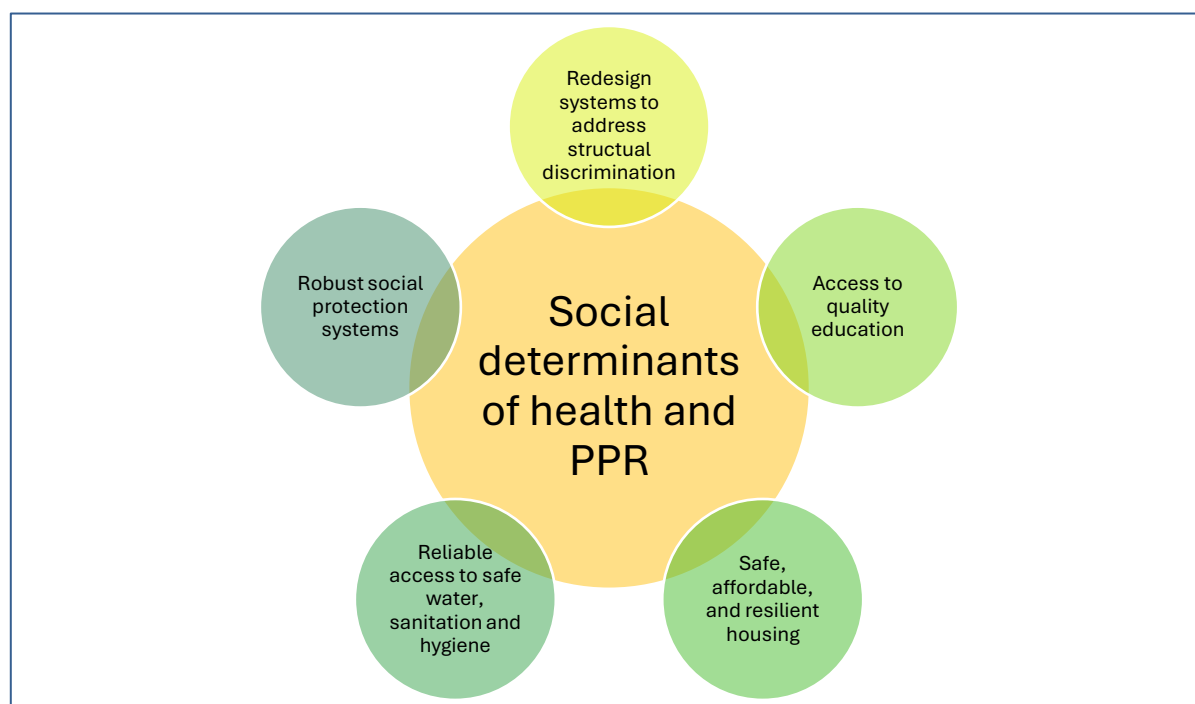 Redesign
systems to
address
structual
discrimination
Robust social
protection
systems
Access to
quality
education
Social
determinants
of health and
PPR
Reliable
access to safe
water,
sanitation and
hygiene
Safe,
affordable,
and resilient
housing